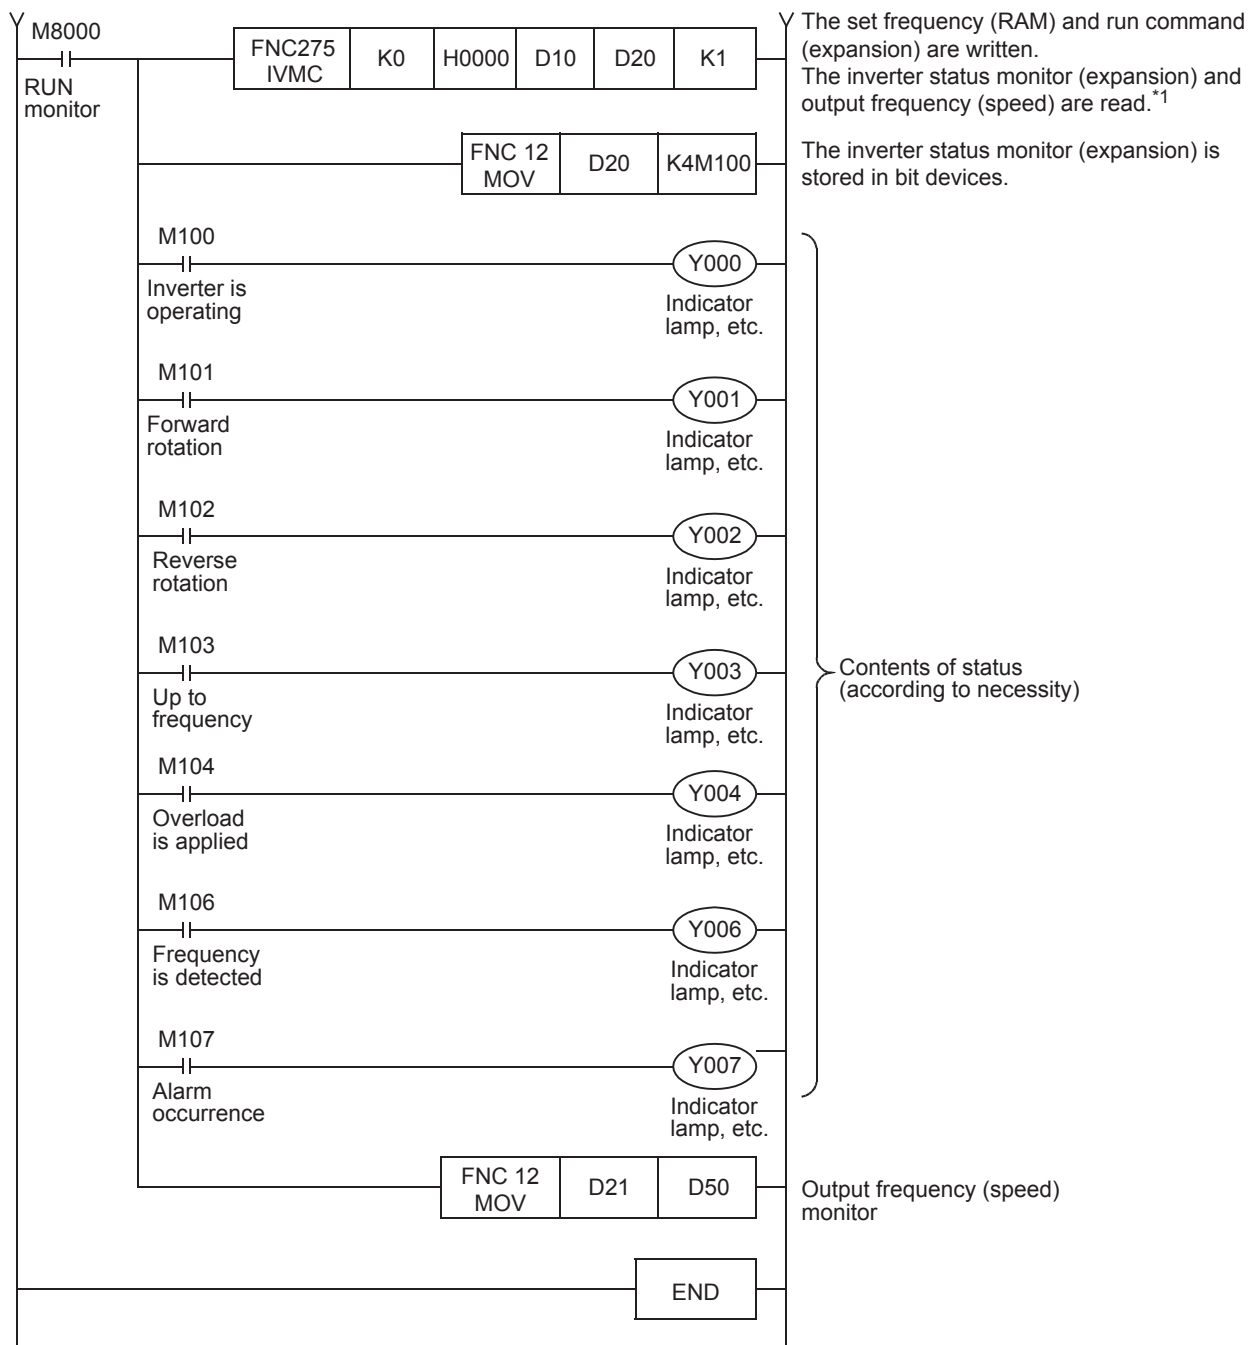 M8000
RUN
monitor
FNC275
IVMC
K0
H0000
D10
D20
K1
The set frequency (RAM) and run command
(expansion) are written.
The inverter status monitor (expansion) and
output frequency (speed) are read.*1
FNC 12
MOV
D20
K4M100
The inverter status monitor (expansion) is
stored in bit devices.
M100
Inverter is
operating
Y000
Indicator
lamp, etc.
M101
Forward
rotation
Y001
Indicator
lamp, etc.
M102
Reverse
rotation
Y002
Indicator
lamp, etc.
M103
Up to
frequency
Y003
Indicator
lamp, etc.
Contents of status
(according to necessity)
M104
Overload
is applied
Y004
Indicator
lamp, etc.
M106
Frequency
is detected
Y006
Indicator
lamp, etc.
M107
Alarm
occurrence
Y007
Indicator
lamp, etc.
FNC 12
MOV
D21
D50
Output frequency (speed)
monitor
END